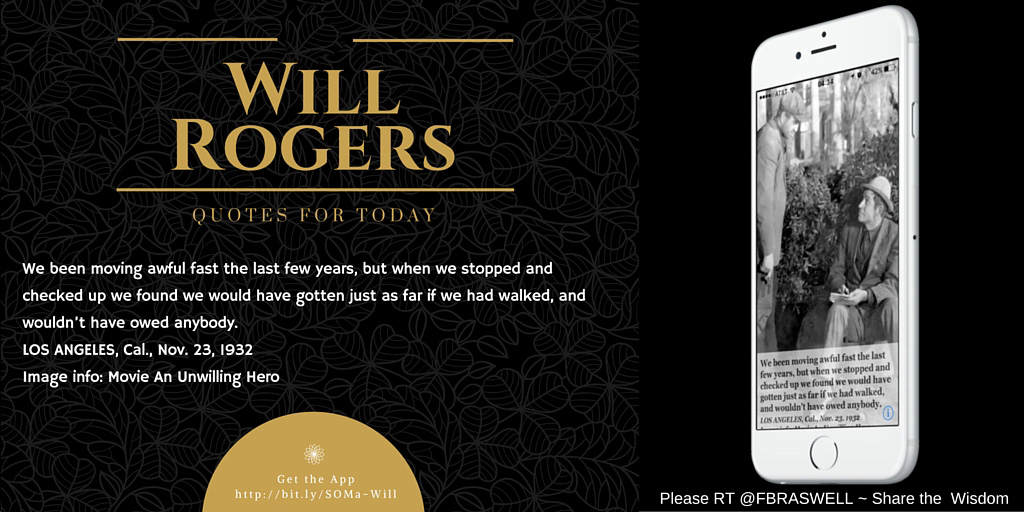 WILL
ROGERS
QUOTES FOR TODAY
We been moving awful fast the last few years, but when we stopped and
checked up we found we would have gotten just as far if we had walked, and
wouldn't have owed anybody.
LOS ANGELES, Cal., Nov. 23, 1932
Image info: Movie An Unwilling Hero
Get the App
http://bit.ly/SOMa-Will
AT&T
04:34
42%
We been moving awful fast the last
few years, but when we stopped and
checked up we found we would have
gotten just as far if we had walked,
and wouldn't have owed anybody.
LOS ANGELES, Cal., Nov. 23, 1932
Please RT @FBRASWELL ~ Share the Wisdom